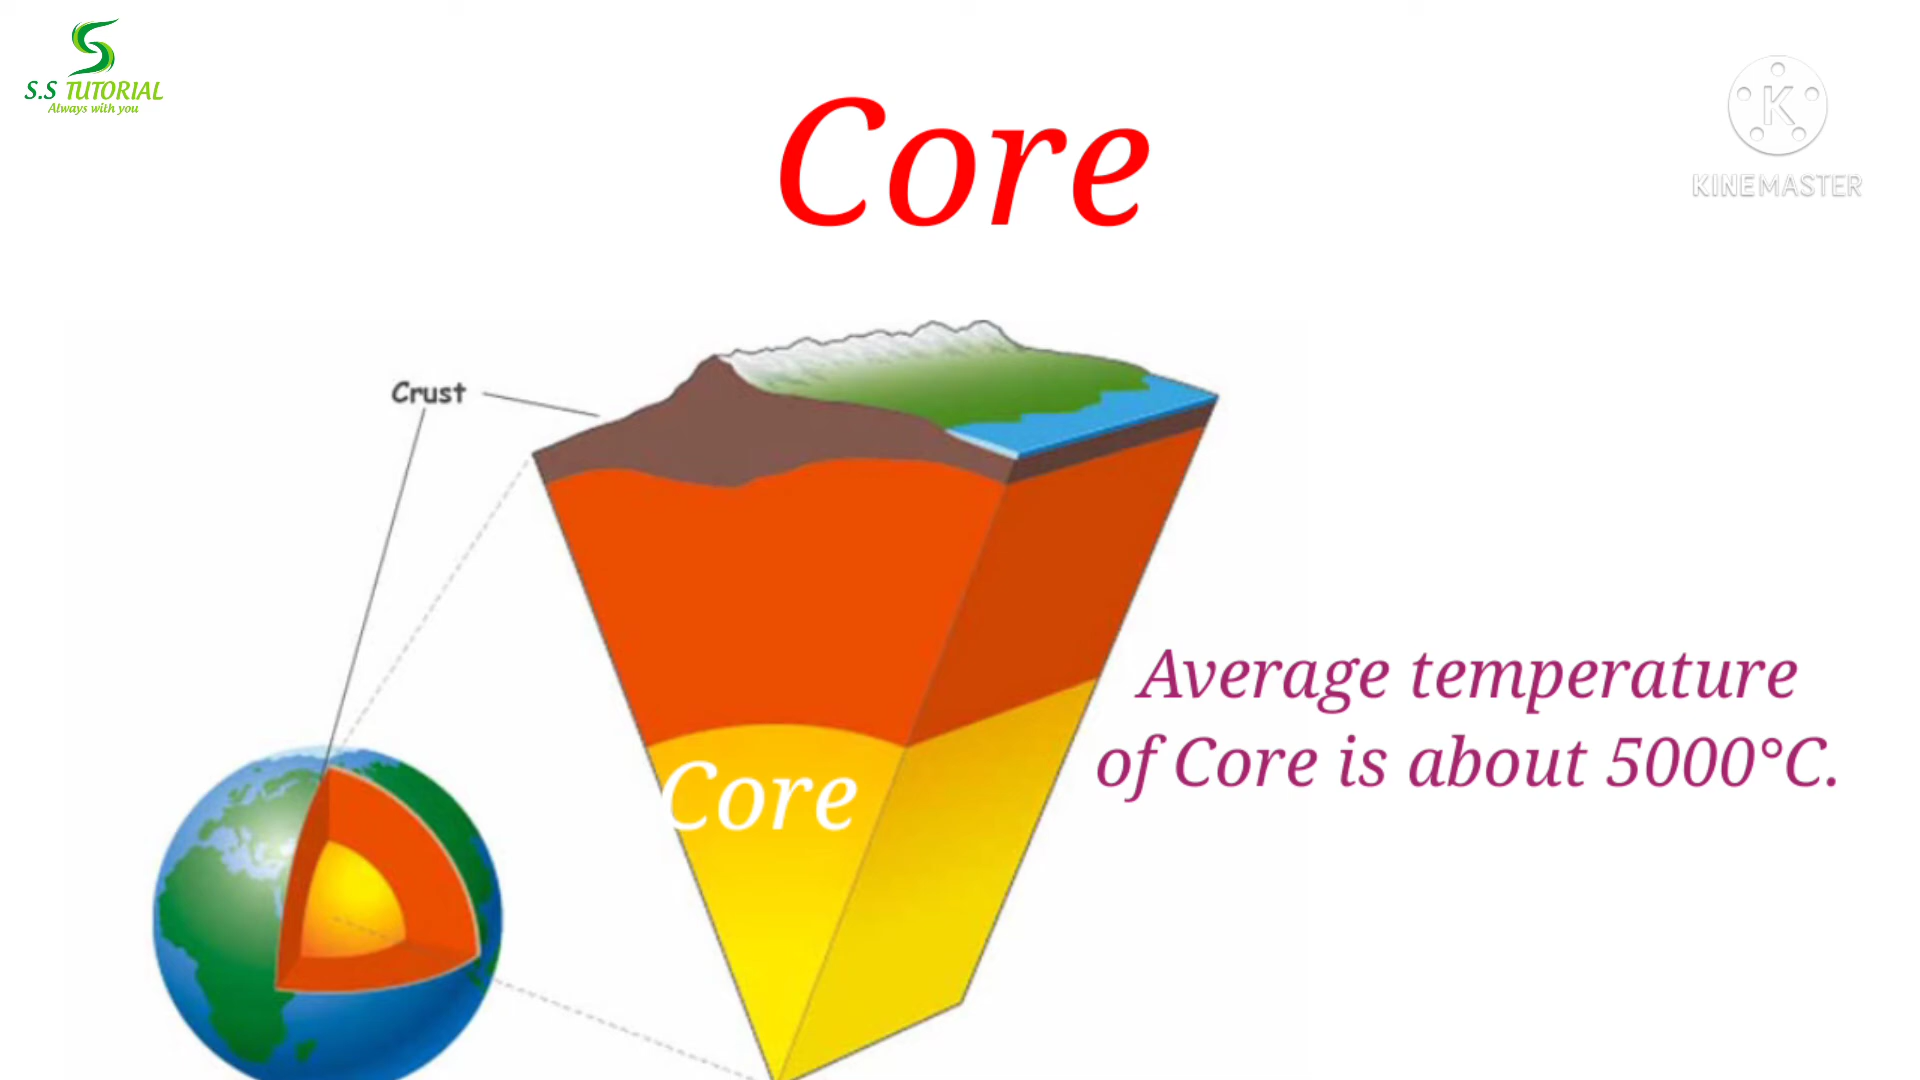 S.S TUTORIAL
Always with you
K
KINEMASTER
Core
Crust
Core
Average temperature
of Core is about 5000°C.